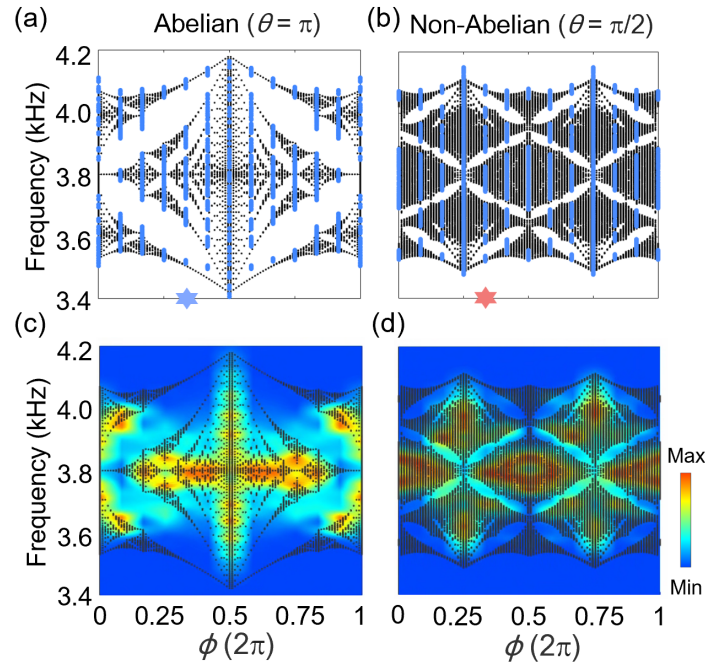 (a) Abelian (θ = π)
(b) Non-Abelian (θ = π/2)
Frequency (kHz)
4.2
4.0
3.8
3.6
3.4
(c)
(d)
Frequency (kHz)
4.2
4.0
3.8
3.6
3.4
0 0.25 0.5 0.75 1
ϕ (2π)
0 0.25 0.5 0.75 1
ϕ (2π)
Max
Min